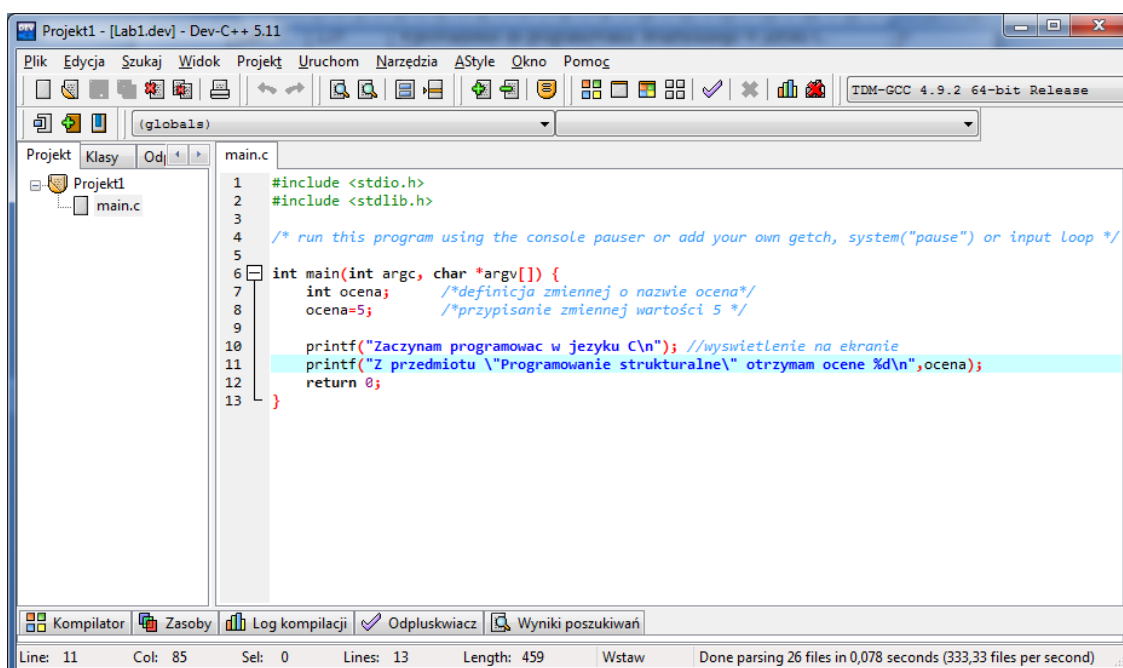 Projekt1 - [Lab1.dev] - Dev-C++ 5.11
Plik Edycja Szukaj Widok Projekt Uruchom Narzędzia AStyle Okno Pomoc
TDM-GCC 4.9.2 64-bit Release
(globals)
Projekt Klasy Odp
main.c
Projekt1
main.c
1 #include <stdio.h>
2 #include <stdlib.h>
3
4 /* run this program using the console pauser or add your own getch, system("pause") or input loop */
5
6 int main(int argc, char *argv[]) {
7 int ocena; /*definicja zmiennej o nazwie ocena*/
8 ocena=5; /*przypisanie zmiennej wartości 5 */
9
10 printf("Zaczynam programowac w jezyku C\n"); //wyswietlenie na ekranie
11 printf("Z przedmiotu \"Programowanie strukturalne\" otrzymam ocene %d\n",ocena);
12 return 0;
13 }
Kompilator Zasoby Log kompilacji Odpluskwiacz Wyniki poszukiwań
Line: 11 Col: 85 Sel: 0 Lines: 13 Length: 459 Wstaw Done parsing 26 files in 0,078 seconds (333,33 files per second)